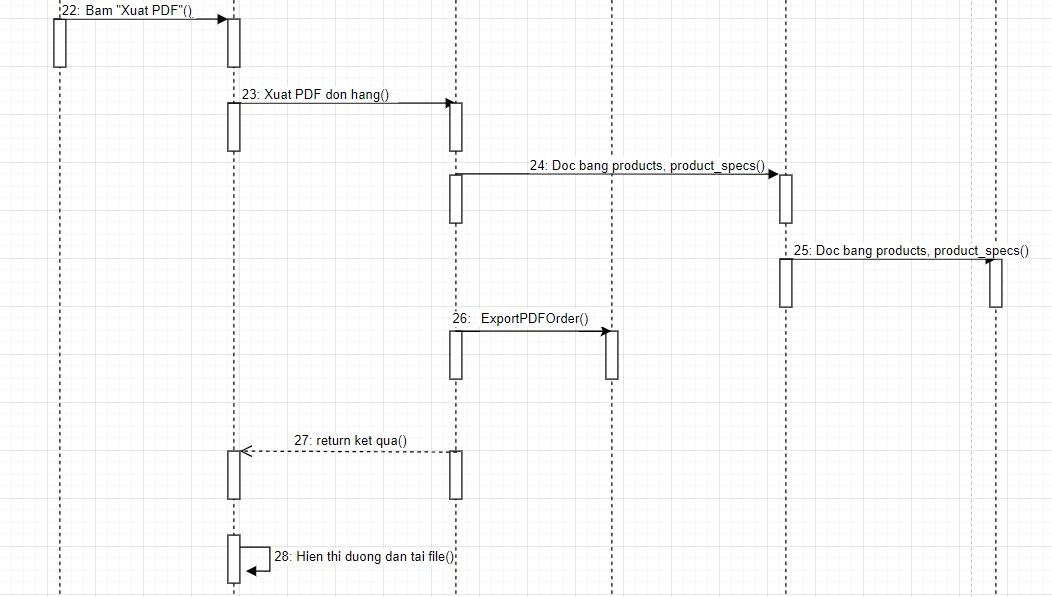 22: Bam "Xuat PDF"()
23: Xuat PDF don hang()
24: Doc bang products, product_specs()
25: Doc bang products, product_specs()
26: ExportPDFOrder()
27: return ket qua()
28: Hien thi duong dan tai file()